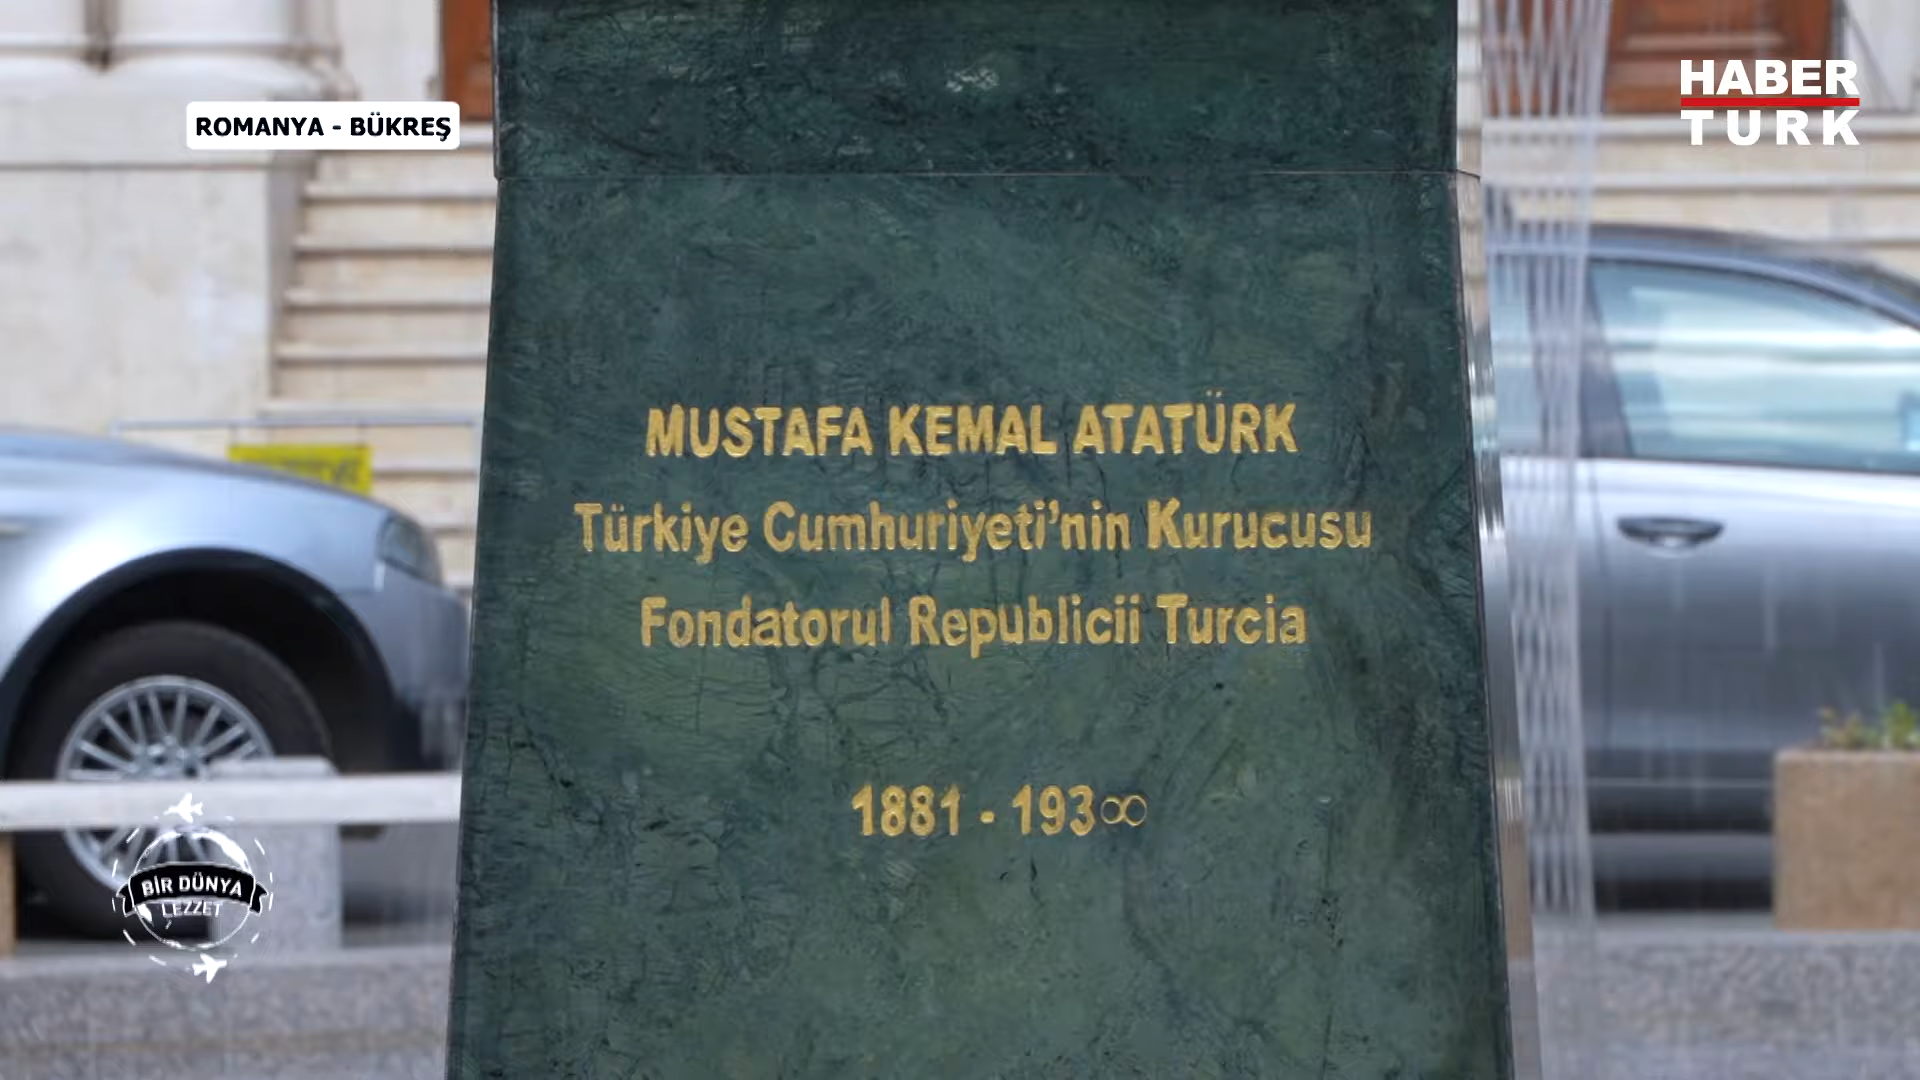 HABER
TURK
ROMANYA - BÜKREŞ
MUSTAFA KEMAL ATATÜRK
Türkiye Cumhuriyeti'nin Kurucusu
Fondatorul Republicii Turcia
1881 - 193∞
BİR DÜNYA
LEZZET